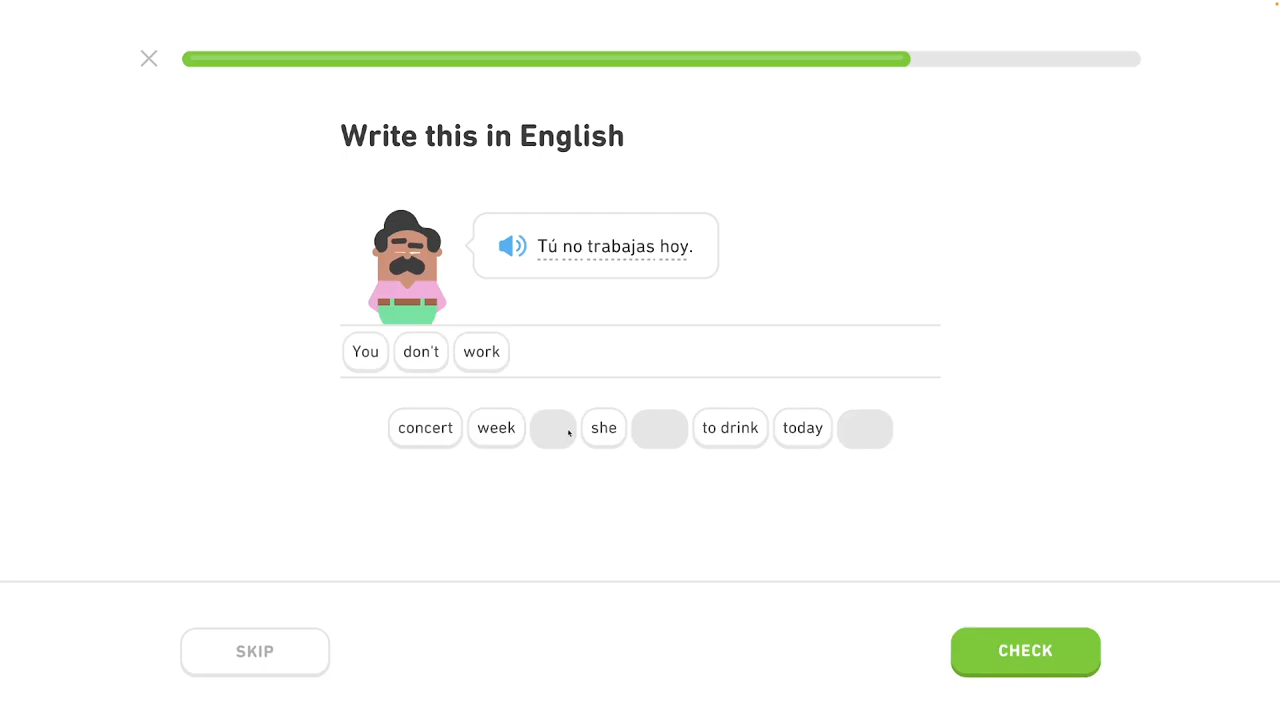 Write this in English
Tú no trabajas hoy.
You don't work
concert week she to drink today
SKIP CHECK